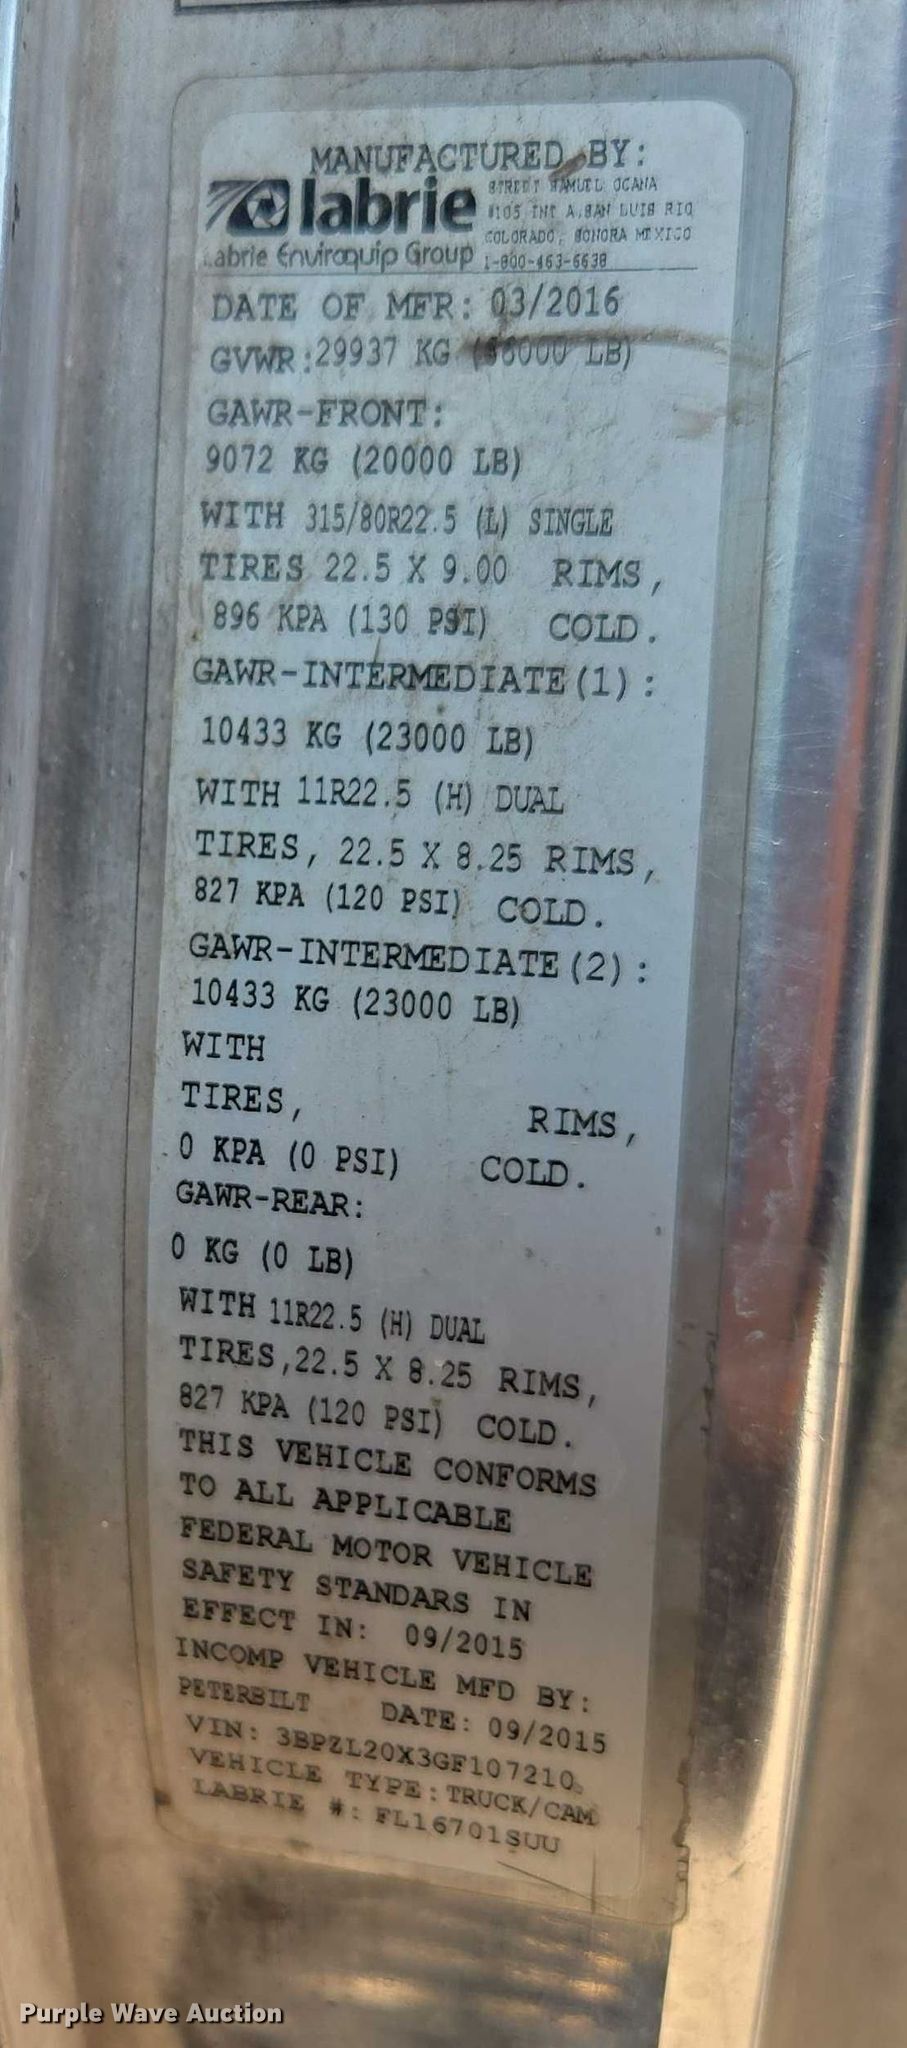 MANUFACTURED BY:
labrie
Labrie Enviroquip Group
STREET SAMUEL OCANA
#105 INT A, SAN LUIS RIO
COLORADO, SONORA MEXICO
1-800-463-6638
DATE OF MFR: 03/2016
GVWR: 29937 KG (66000 LB)
GAWR-FRONT:
9072 KG (20000 LB)
WITH 315/80R22.5 (L) SINGLE
TIRES 22.5 X 9.00 RIMS,
896 KPA (130 PSI) COLD.
GAWR-INTERMEDIATE(1):
10433 KG (23000 LB)
WITH 11R22.5 (H) DUAL
TIRES, 22.5 X 8.25 RIMS,
827 KPA (120 PSI) COLD.
GAWR-INTERMEDIATE(2):
10433 KG (23000 LB)
WITH
TIRES, RIMS,
0 KPA (0 PSI) COLD.
GAWR-REAR:
0 KG (0 LB)
WITH 11R22.5 (H) DUAL
TIRES,22.5 X 8.25 RIMS,
827 KPA (120 PSI) COLD.
THIS VEHICLE CONFORMS
TO ALL APPLICABLE
FEDERAL MOTOR VEHICLE
SAFETY STANDARS IN
EFFECT IN: 09/2015
INCOMP VEHICLE MFD BY:
PETERBILT DATE: 09/2015
VIN: 3BPZL20X3GF107210
VEHICLE TYPE: TRUCK/CAM
LABRIE #: FL16701SUU
Purple Wave Auction